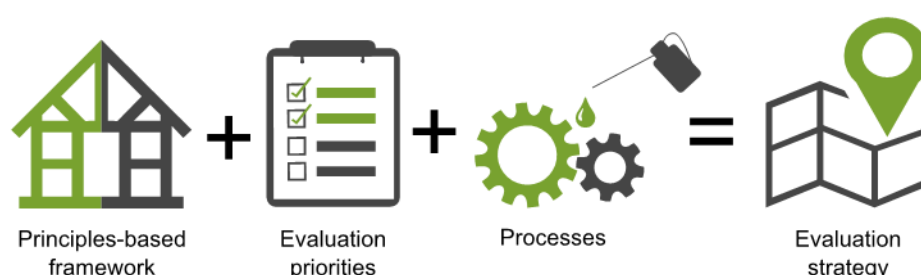 Principles-based
framework
Evaluation
priorities
Processes
Evaluation
strategy